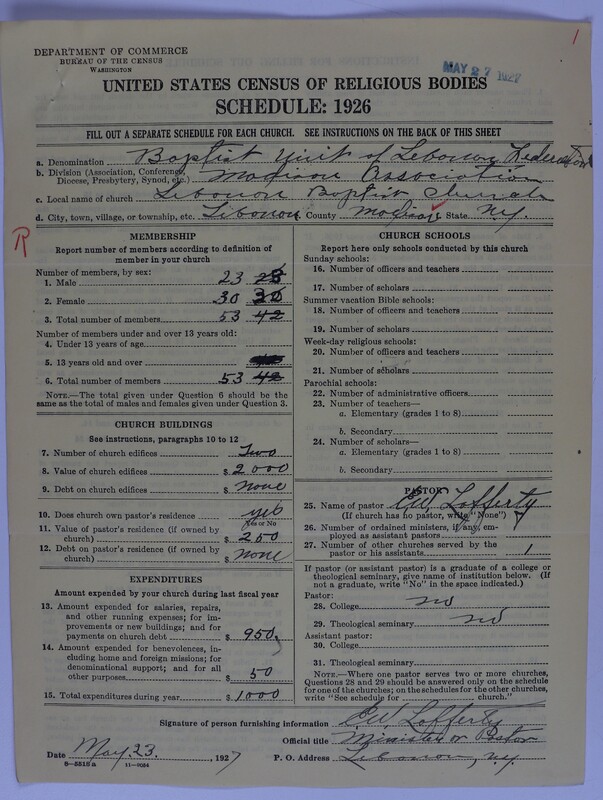 1
DEPARTMENT OF COMMERCE
BUREAU OF THE CENSUS
WASHINGTON
MAY 27 1927
UNITED STATES CENSUS OF RELIGIOUS BODIES
SCHEDULE: 1926
FILL OUT A SEPARATE SCHEDULE FOR EACH CHURCH. SEE INSTRUCTIONS ON THE BACK OF THIS SHEET
a. Denomination Baptist Unit of Lebanon Federation
b. Division (Association, Conference, Diocese, Presbytery, Synod, etc.) Madison Association
c. Local name of church Lebanon Baptist Church
d. City, town, village, or township, etc. Lebanon County Madison State N.Y.
R
MEMBERSHIP
Report number of members according to definition of
member in your church
Number of members, by sex:
1. Male 23
2. Female 30
3. Total number of members 53 42
Number of members under and over 13 years old:
4. Under 13 years of age
5. 13 years old and over
6. Total number of members 53 42
NOTE.—The total given under Question 6 should be the
same as the total of males and females given under Question 3.
CHURCH BUILDINGS
See instructions, paragraphs 10 to 12
7. Number of church edifices Two
8. Value of church edifices $ 2000
9. Debt on church edifices $ None
10. Does church own pastor's residence? yes
Yes or No
11. Value of pastor's residence (if owned by
church) $ 250
12. Debt on pastor's residence (if owned by
church) $ None
EXPENDITURES
Amount expended by your church during last fiscal year
13. Amount expended for salaries, repairs,
and other running expenses; for im-
provements or new buildings; and for
payments on church debt $ 950
14. Amount expended for benevolences, in-
cluding home and foreign missions; for
denominational support; and for all
other purposes $ 50
15. Total expenditures during year $ 1000
CHURCH SCHOOLS
Report here only schools conducted by this church
Sunday schools:
16. Number of officers and teachers
17. Number of scholars
Summer vacation Bible schools:
18. Number of officers and teachers
19. Number of scholars
Week-day religious schools:
20. Number of officers and teachers
21. Number of scholars
Parochial schools:
22. Number of administrative officers
23. Number of teachers—
a. Elementary (grades 1 to 8)
b. Secondary
24. Number of scholars—
a. Elementary (grades 1 to 8)
b. Secondary
PASTOR
25. Name of pastor Lafferty
(If church has no pastor, write "None")
26. Number of ordained ministers, if any, em-
ployed as assistant pastors
27. Number of other churches served by the
pastor or his assistants 1
If pastor (or assistant pastor) is a graduate of a college or
theological seminary, give name of institution below. (If
not a graduate, write "No" in the space indicated.)
Pastor:
28. College no
29. Theological seminary no
Assistant pastor:
30. College
31. Theological seminary
NOTE.—Where one pastor serves two or more churches,
Questions 28 and 29 should be answered only on the schedule
for one of the churches; on the schedules for the other churches,
write "See schedule for church."
Signature of person furnishing information Lafferty
Official title Minister or Pastor
Date May 23, 1927 P. O. Address Lebanon, N.Y.
8—5515 a 11—9034